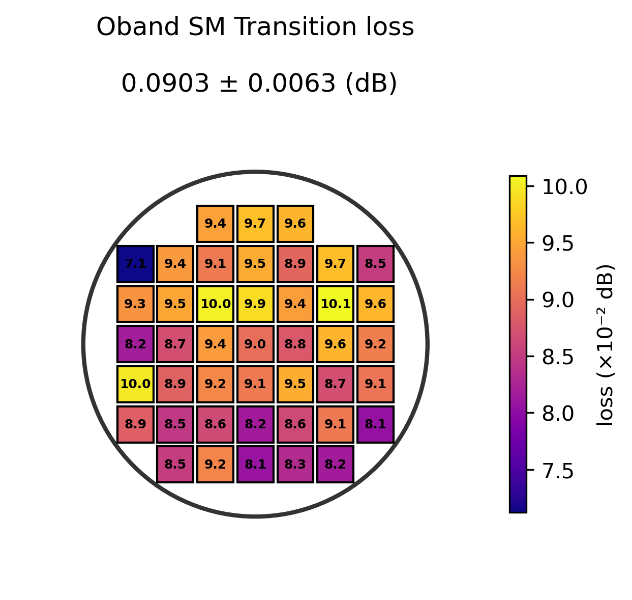 Oband SM Transition loss
0.0903 ± 0.0063 (dB)
9.4 9.7 9.6
7.1 9.4 9.1 9.5 8.9 9.7 8.5
9.3 9.5 10.0 9.9 9.4 10.1 9.6
8.2 8.7 9.4 9.0 8.8 9.6 9.2
10.0 8.9 9.2 9.1 9.5 8.7 9.1
8.9 8.5 8.6 8.2 8.6 9.1 8.1
8.5 9.2 8.1 8.3 8.2
10.0
9.5
9.0
8.5
8.0
7.5
loss (×10⁻² dB)